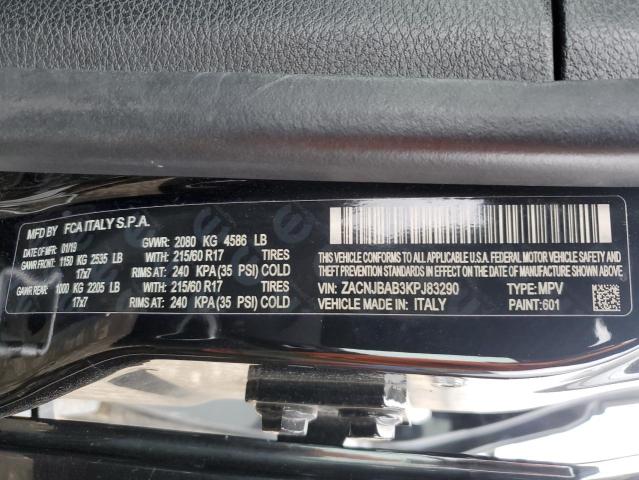 MFD BY FCA ITALY S.P.A.
DATE OF MFR: 01/19 GVWR: 2080 KG 4586 LB
GAWR FRONT: 1150 KG 2535 LB WITH: 215/60 R17 TIRES
17x7 RIMS AT: 240 KPA (35 PSI) COLD
GAWR REAR: 1000 KG 2205 LB WITH: 215/60 R17 TIRES
17x7 RIMS AT: 240 KPA (35 PSI) COLD
THIS VEHICLE CONFORMS TO ALL APPLICABLE U.S.A. FEDERAL MOTOR VEHICLE SAFETY,
BUMPER, AND THEFT PREVENTION STANDARDS IN EFFECT ON THE DATE OF MANUFACTURE SHOWN ABOVE.
VIN: ZACNJBAB3KPJ83290 TYPE: MPV
VEHICLE MADE IN: ITALY PAINT: 601